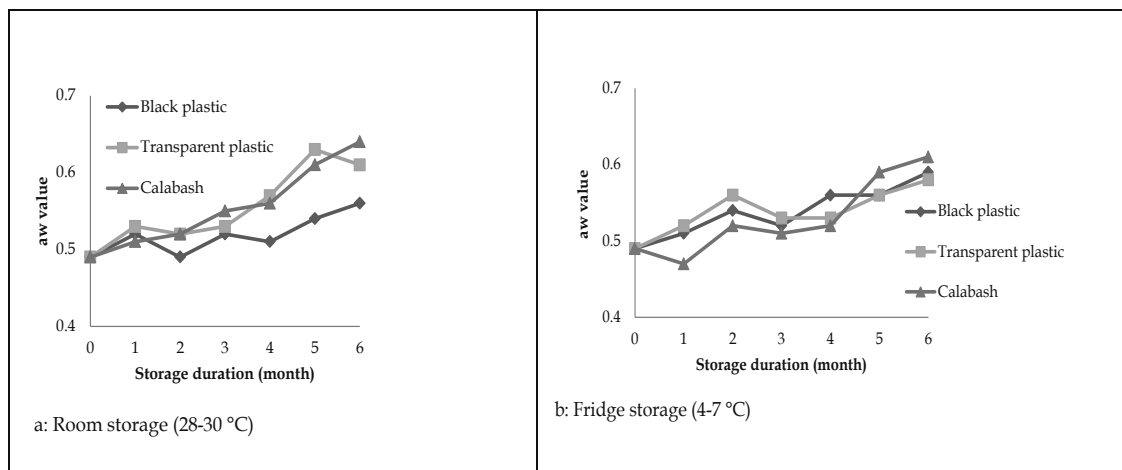 0.7
0.6
0.5
0.4
aw value
Black plastic
Transparent plastic
Calabash
0 1 2 3 4 5 6
Storage duration (month)
a: Room storage (28-30 °C)
0.7
0.6
0.5
0.4
aw value
Black plastic
Transparent plastic
Calabash
0 1 2 3 4 5 6
Storage duration (month)
b: Fridge storage (4-7 °C)